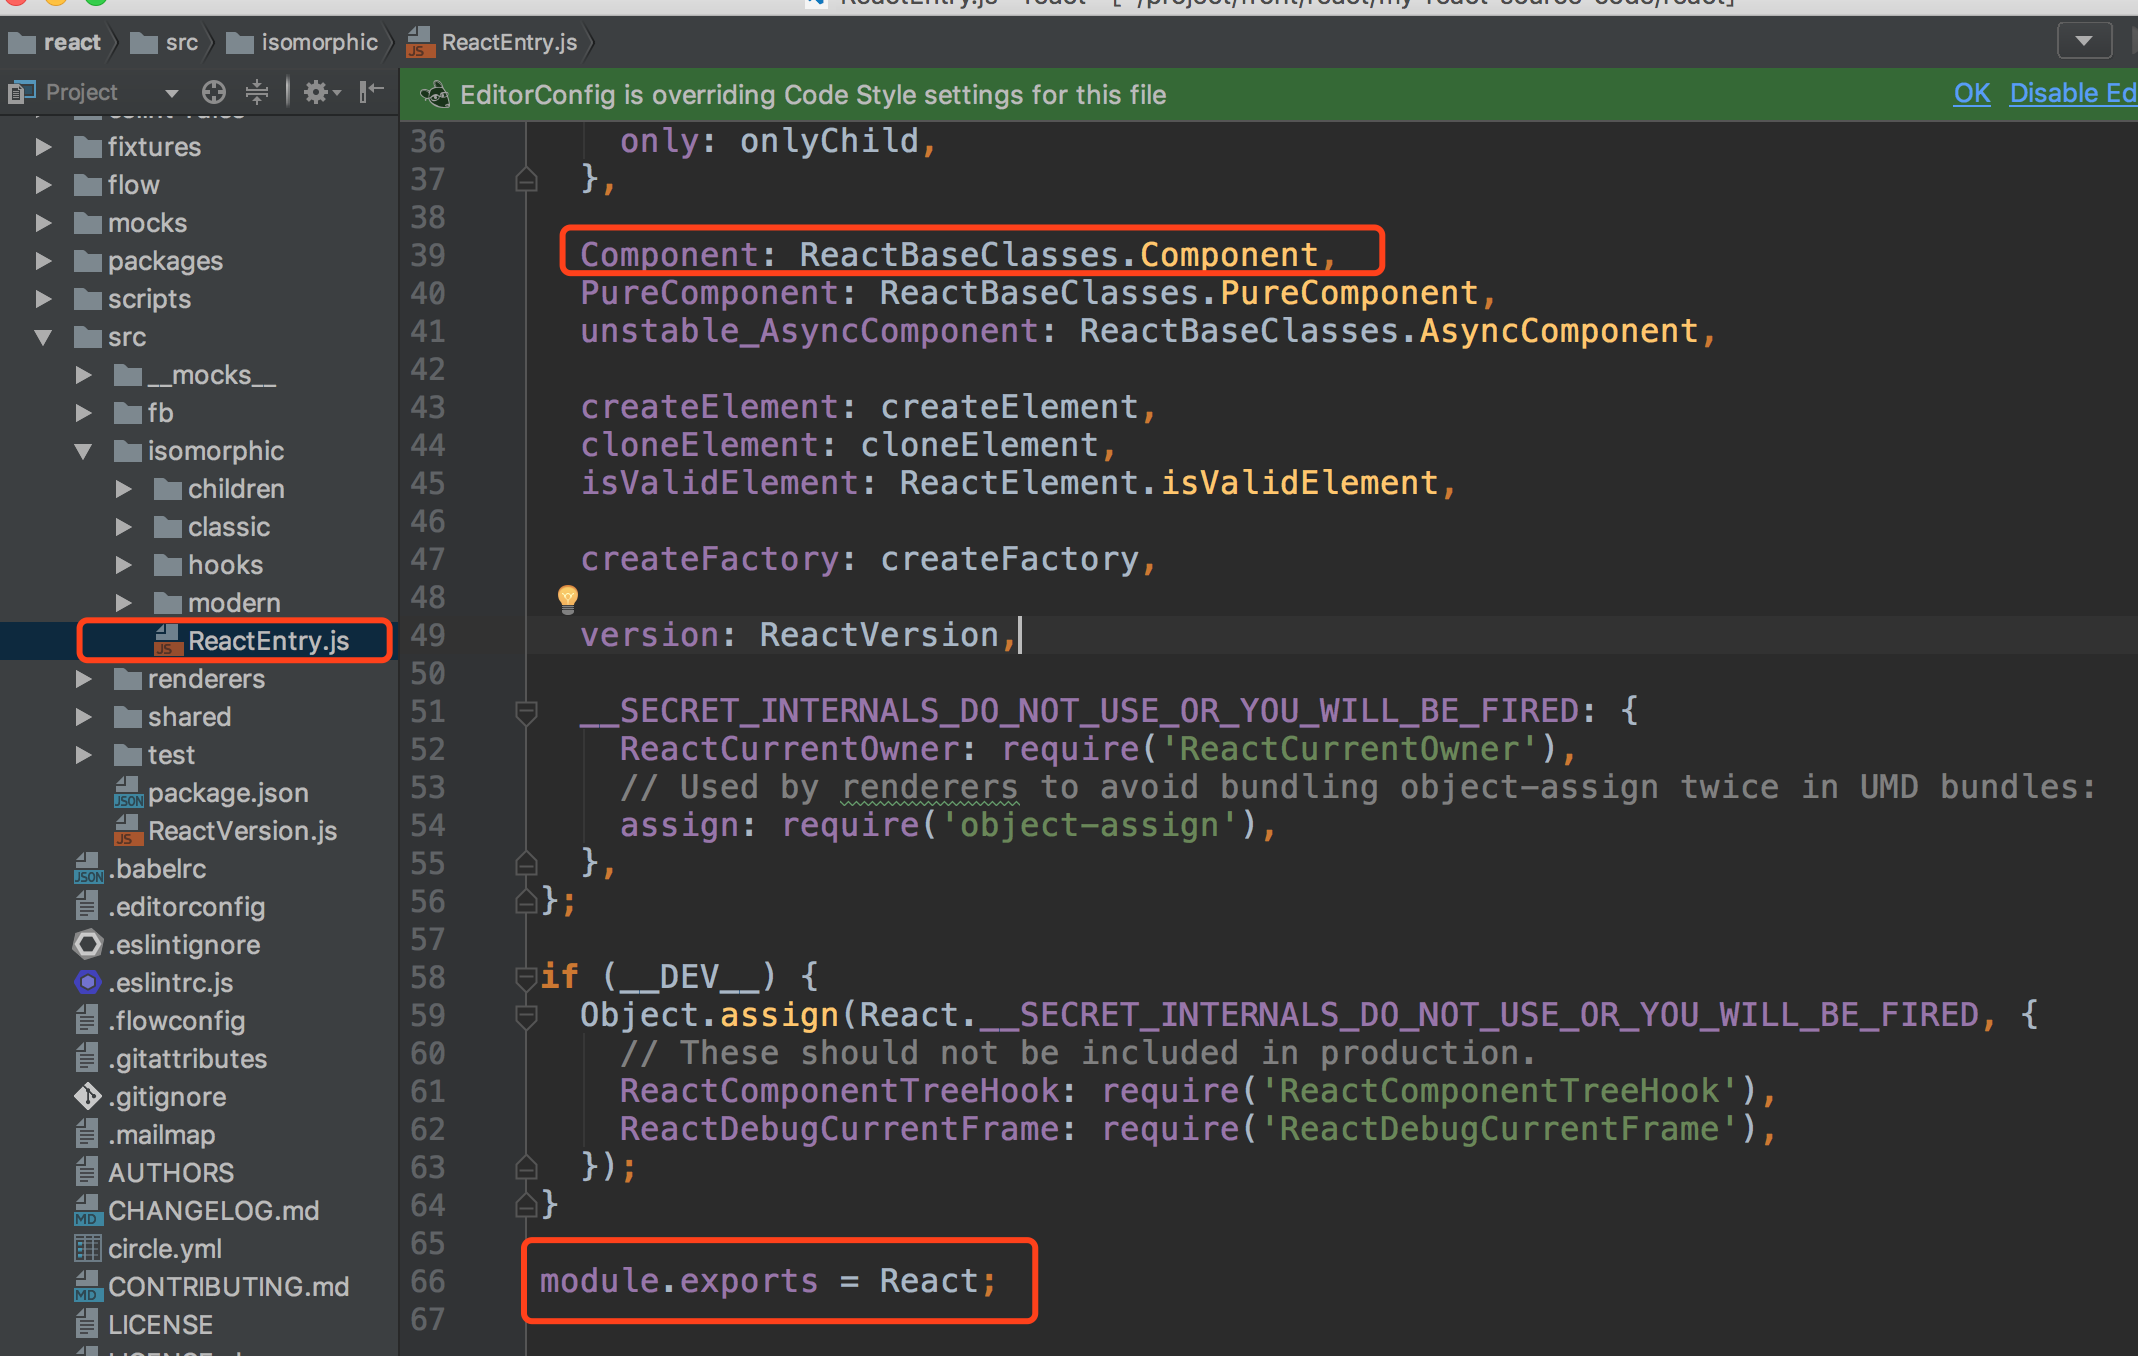 react src isomorphic ReactEntry.js
Project
EditorConfig is overriding Code Style settings for this file OK Disable Ed
fixtures
flow
mocks
packages
scripts
src
__mocks__
fb
isomorphic
children
classic
hooks
modern
ReactEntry.js
renderers
shared
test
package.json
ReactVersion.js
.babelrc
.editorconfig
.eslintignore
.eslintrc.js
.flowconfig
.gitattributes
.gitignore
.mailmap
AUTHORS
CHANGELOG.md
circle.yml
CONTRIBUTING.md
LICENSE
36 only: onlyChild,
37 },
38
39 Component: ReactBaseClasses.Component,
40 PureComponent: ReactBaseClasses.PureComponent,
41 unstable_AsyncComponent: ReactBaseClasses.AsyncComponent,
42
43 createElement: createElement,
44 cloneElement: cloneElement,
45 isValidElement: ReactElement.isValidElement,
46
47 createFactory: createFactory,
48
49 version: ReactVersion,
50
51 __SECRET_INTERNALS_DO_NOT_USE_OR_YOU_WILL_BE_FIRED: {
52 ReactCurrentOwner: require('ReactCurrentOwner'),
53 // Used by renderers to avoid bundling object-assign twice in UMD bundles:
54 assign: require('object-assign'),
55 },
56 };
57
58 if (__DEV__) {
59 Object.assign(React.__SECRET_INTERNALS_DO_NOT_USE_OR_YOU_WILL_BE_FIRED, {
60 // These should not be included in production.
61 ReactComponentTreeHook: require('ReactComponentTreeHook'),
62 ReactDebugCurrentFrame: require('ReactDebugCurrentFrame'),
63 });
64 }
65
66 module.exports = React;
67